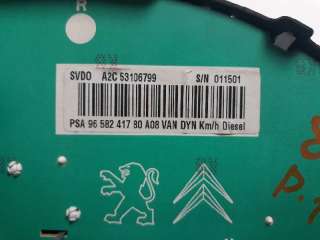 R
SVDO A2C 53106799 S/N 011501
PSA 96 582 417 80 A08 VAN DYN Km/h Diesel